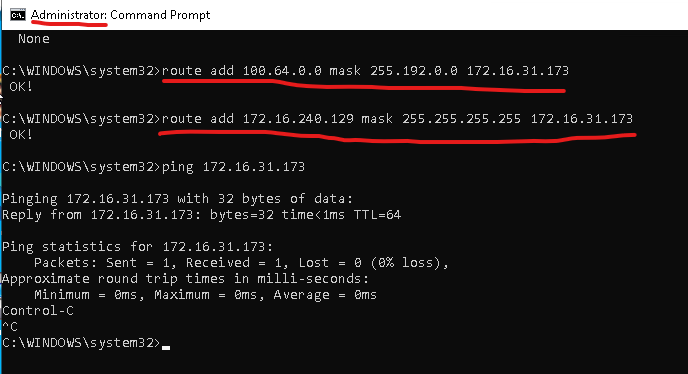 Administrator: Command Prompt
None
C:\WINDOWS\system32>route add 100.64.0.0 mask 255.192.0.0 172.16.31.173
OK!
C:\WINDOWS\system32>route add 172.16.240.129 mask 255.255.255.255 172.16.31.173
OK!
C:\WINDOWS\system32>ping 172.16.31.173
Pinging 172.16.31.173 with 32 bytes of data:
Reply from 172.16.31.173: bytes=32 time<1ms TTL=64
Ping statistics for 172.16.31.173:
Packets: Sent = 1, Received = 1, Lost = 0 (0% loss),
Approximate round trip times in milli-seconds:
Minimum = 0ms, Maximum = 0ms, Average = 0ms
Control-C
^C
C:\WINDOWS\system32>